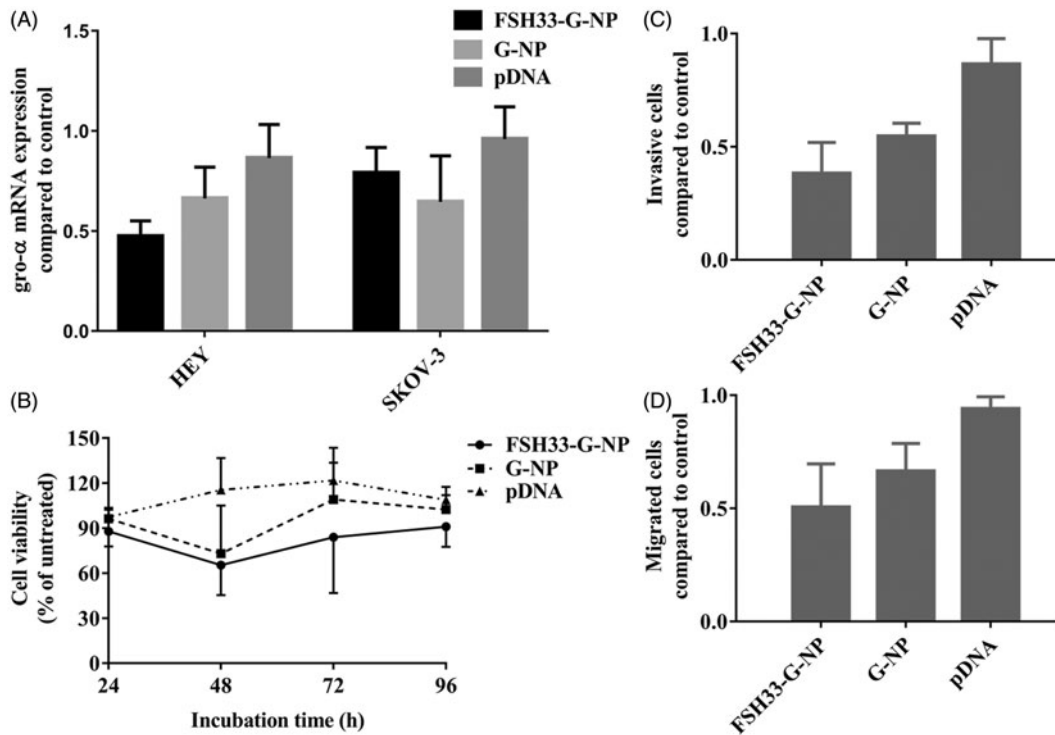 (A)
FSH33-G-NP
G-NP
pDNA
gro-α mRNA expression
compared to control
1.5
1.0
0.5
0.0
HEY
SKOV-3
(B)
FSH33-G-NP
G-NP
pDNA
Cell viability
(% of untreated)
150
120
90
60
30
0
24
48
72
96
Incubation time (h)
(C)
Invasive cells
compared to control
1.0
0.5
0.0
FSH33-G-NP
G-NP
pDNA
(D)
Migrated cells
compared to control
1.0
0.5
0.0
FSH33-G-NP
G-NP
pDNA